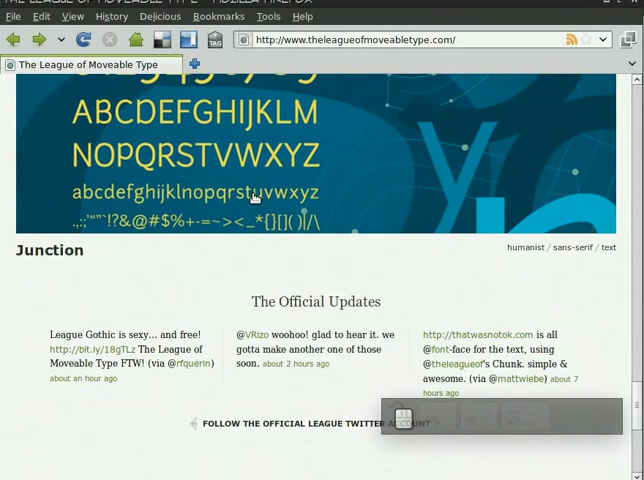 File Edit View History Delicious Bookmarks Tools Help
http://www.theleagueofmoveabletype.com/
The League of Moveable Type
ABCDEFGHIJKLM
NOPQRSTVWXYZ
abcdefghijklnopqrstuvwxyz
.,:;'“”`!?&@#$%+-=~><_*{}[]()|/\
Junction
humanist / sans-serif / text
The Official Updates
League Gothic is sexy... and free!
http://bit.ly/18gTLz The League of
Moveable Type FTW! (via @rfquerin)
about an hour ago
@VRizo woohoo! glad to hear it. we
gotta make another one of those
soon. about 2 hours ago
http://thatwasnotok.com is all
@font-face for the text, using
@theleagueof's Chunk. simple &
awesome. (via @mattwiebe) about 7
hours ago
FOLLOW THE OFFICIAL LEAGUE TWITTER ACCOUNT